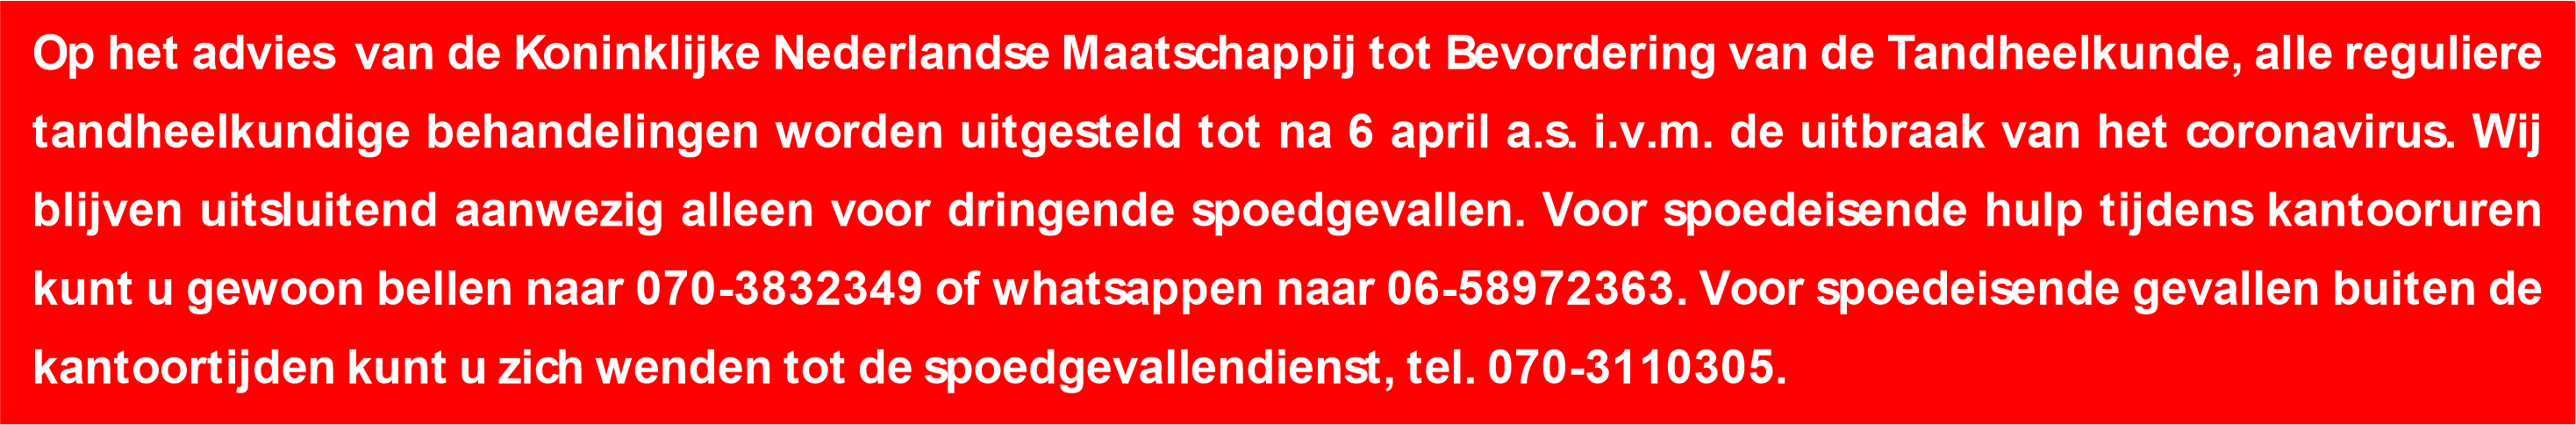 Op het advies van de Koninklijke Nederlandse Maatschappij tot Bevordering van de Tandheelkunde, alle reguliere
tandheelkundige behandelingen worden uitgesteld tot na 6 april a.s. i.v.m. de uitbraak van het coronavirus. Wij
blijven uitsluitend aanwezig alleen voor dringende spoedgevallen. Voor spoedeisende hulp tijdens kantooruren
kunt u gewoon bellen naar 070-3832349 of whatsappen naar 06-58972363. Voor spoedeisende gevallen buiten de
kantoortijden kunt u zich wenden tot de spoedgevallendienst, tel. 070-3110305.